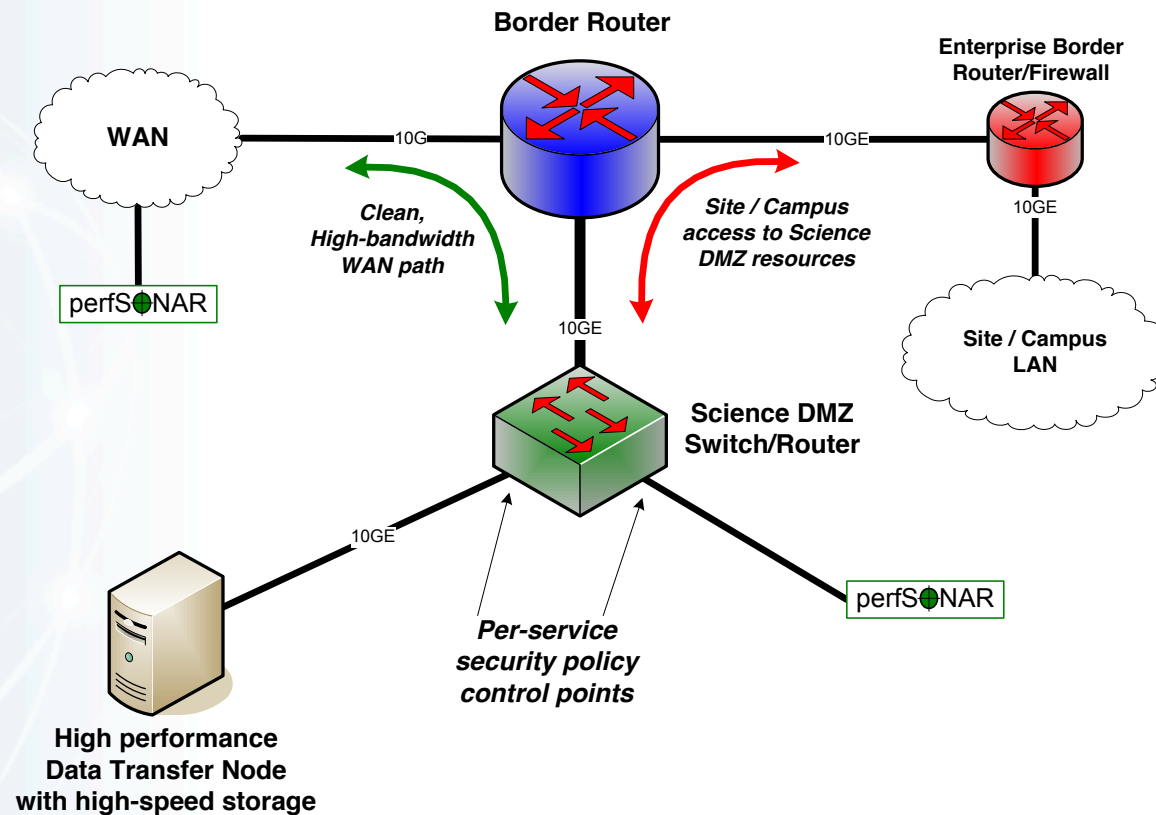 Border Router
Enterprise Border
Router/Firewall
WAN
10G
10GE
10GE
Clean,
High-bandwidth
WAN path
Site / Campus
access to Science
DMZ resources
perfSONAR
10GE
Site / Campus
LAN
Science DMZ
Switch/Router
10GE
perfSONAR
Per-service
security policy
control points
High performance
Data Transfer Node
with high-speed storage